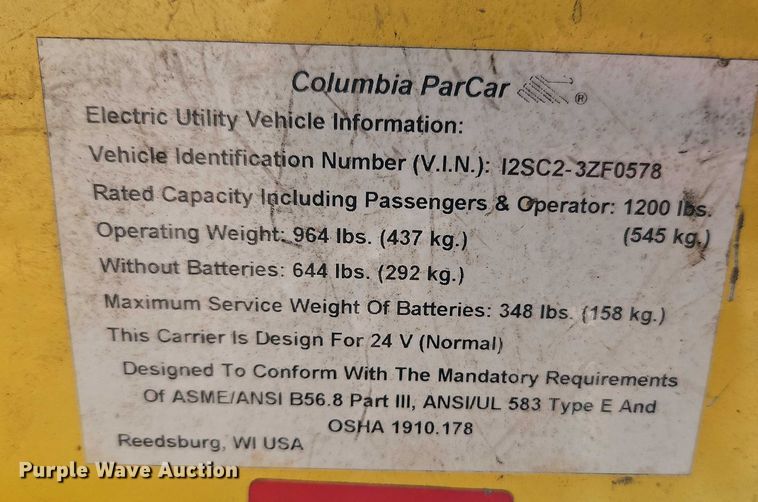 Columbia ParCar ®
Electric Utility Vehicle Information:
Vehicle Identification Number (V.I.N.): I2SC2-3ZF0578
Rated Capacity Including Passengers & Operator: 1200 lbs.
Operating Weight: 964 lbs. (437 kg.) (545 kg.)
Without Batteries: 644 lbs. (292 kg.)
Maximum Service Weight Of Batteries: 348 lbs. (158 kg.)
This Carrier Is Design For 24 V (Normal)
Designed To Conform With The Mandatory Requirements
Of ASME/ANSI B56.8 Part III, ANSI/UL 583 Type E And
OSHA 1910.178
Reedsburg, WI USA
Purple Wave Auction